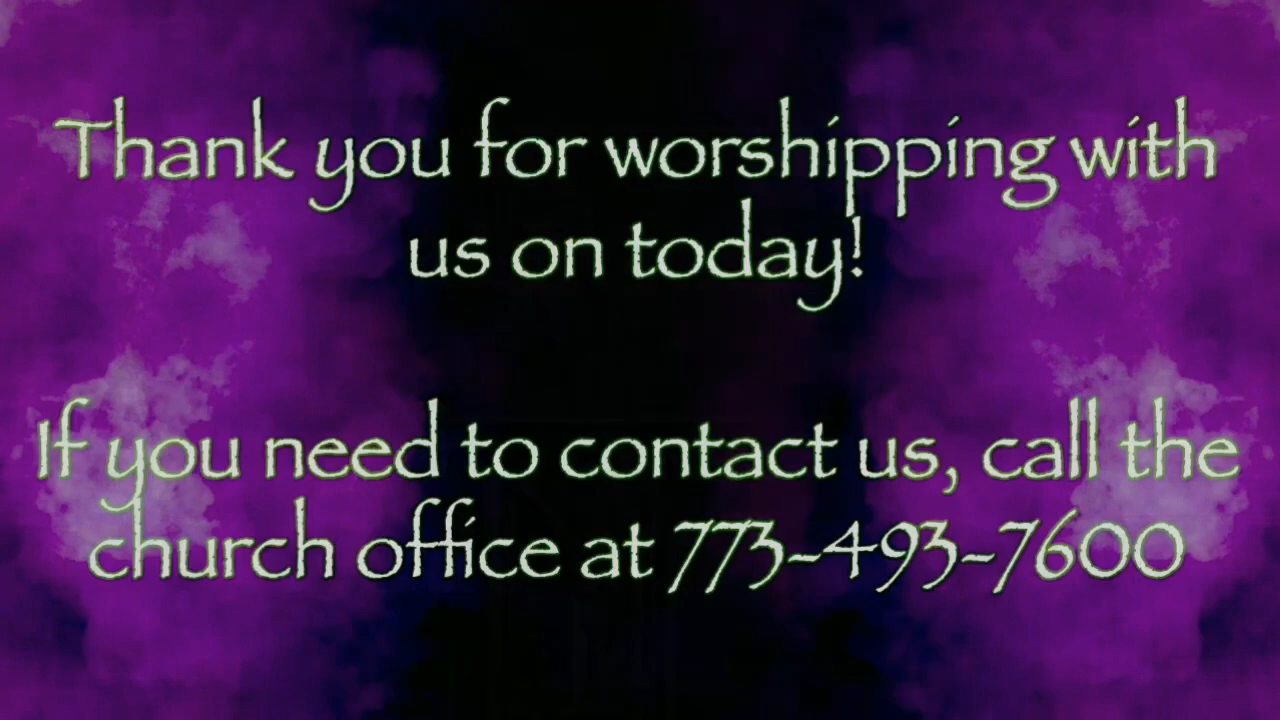 Thank you for worshipping with
us on today!
If you need to contact us, call the
church office at 773-493-7600